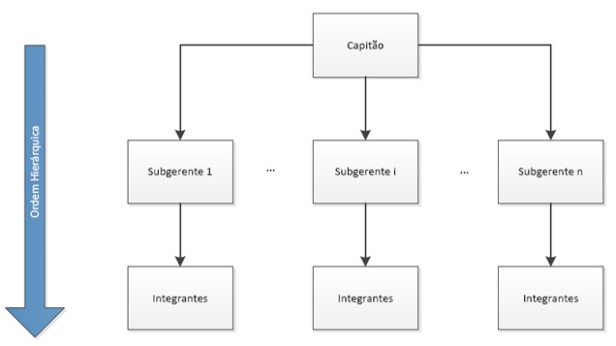 Capitão
Ordem Hierárquica
Subgerente 1
...
Subgerente i
...
Subgerente n
Integrantes
Integrantes
Integrantes